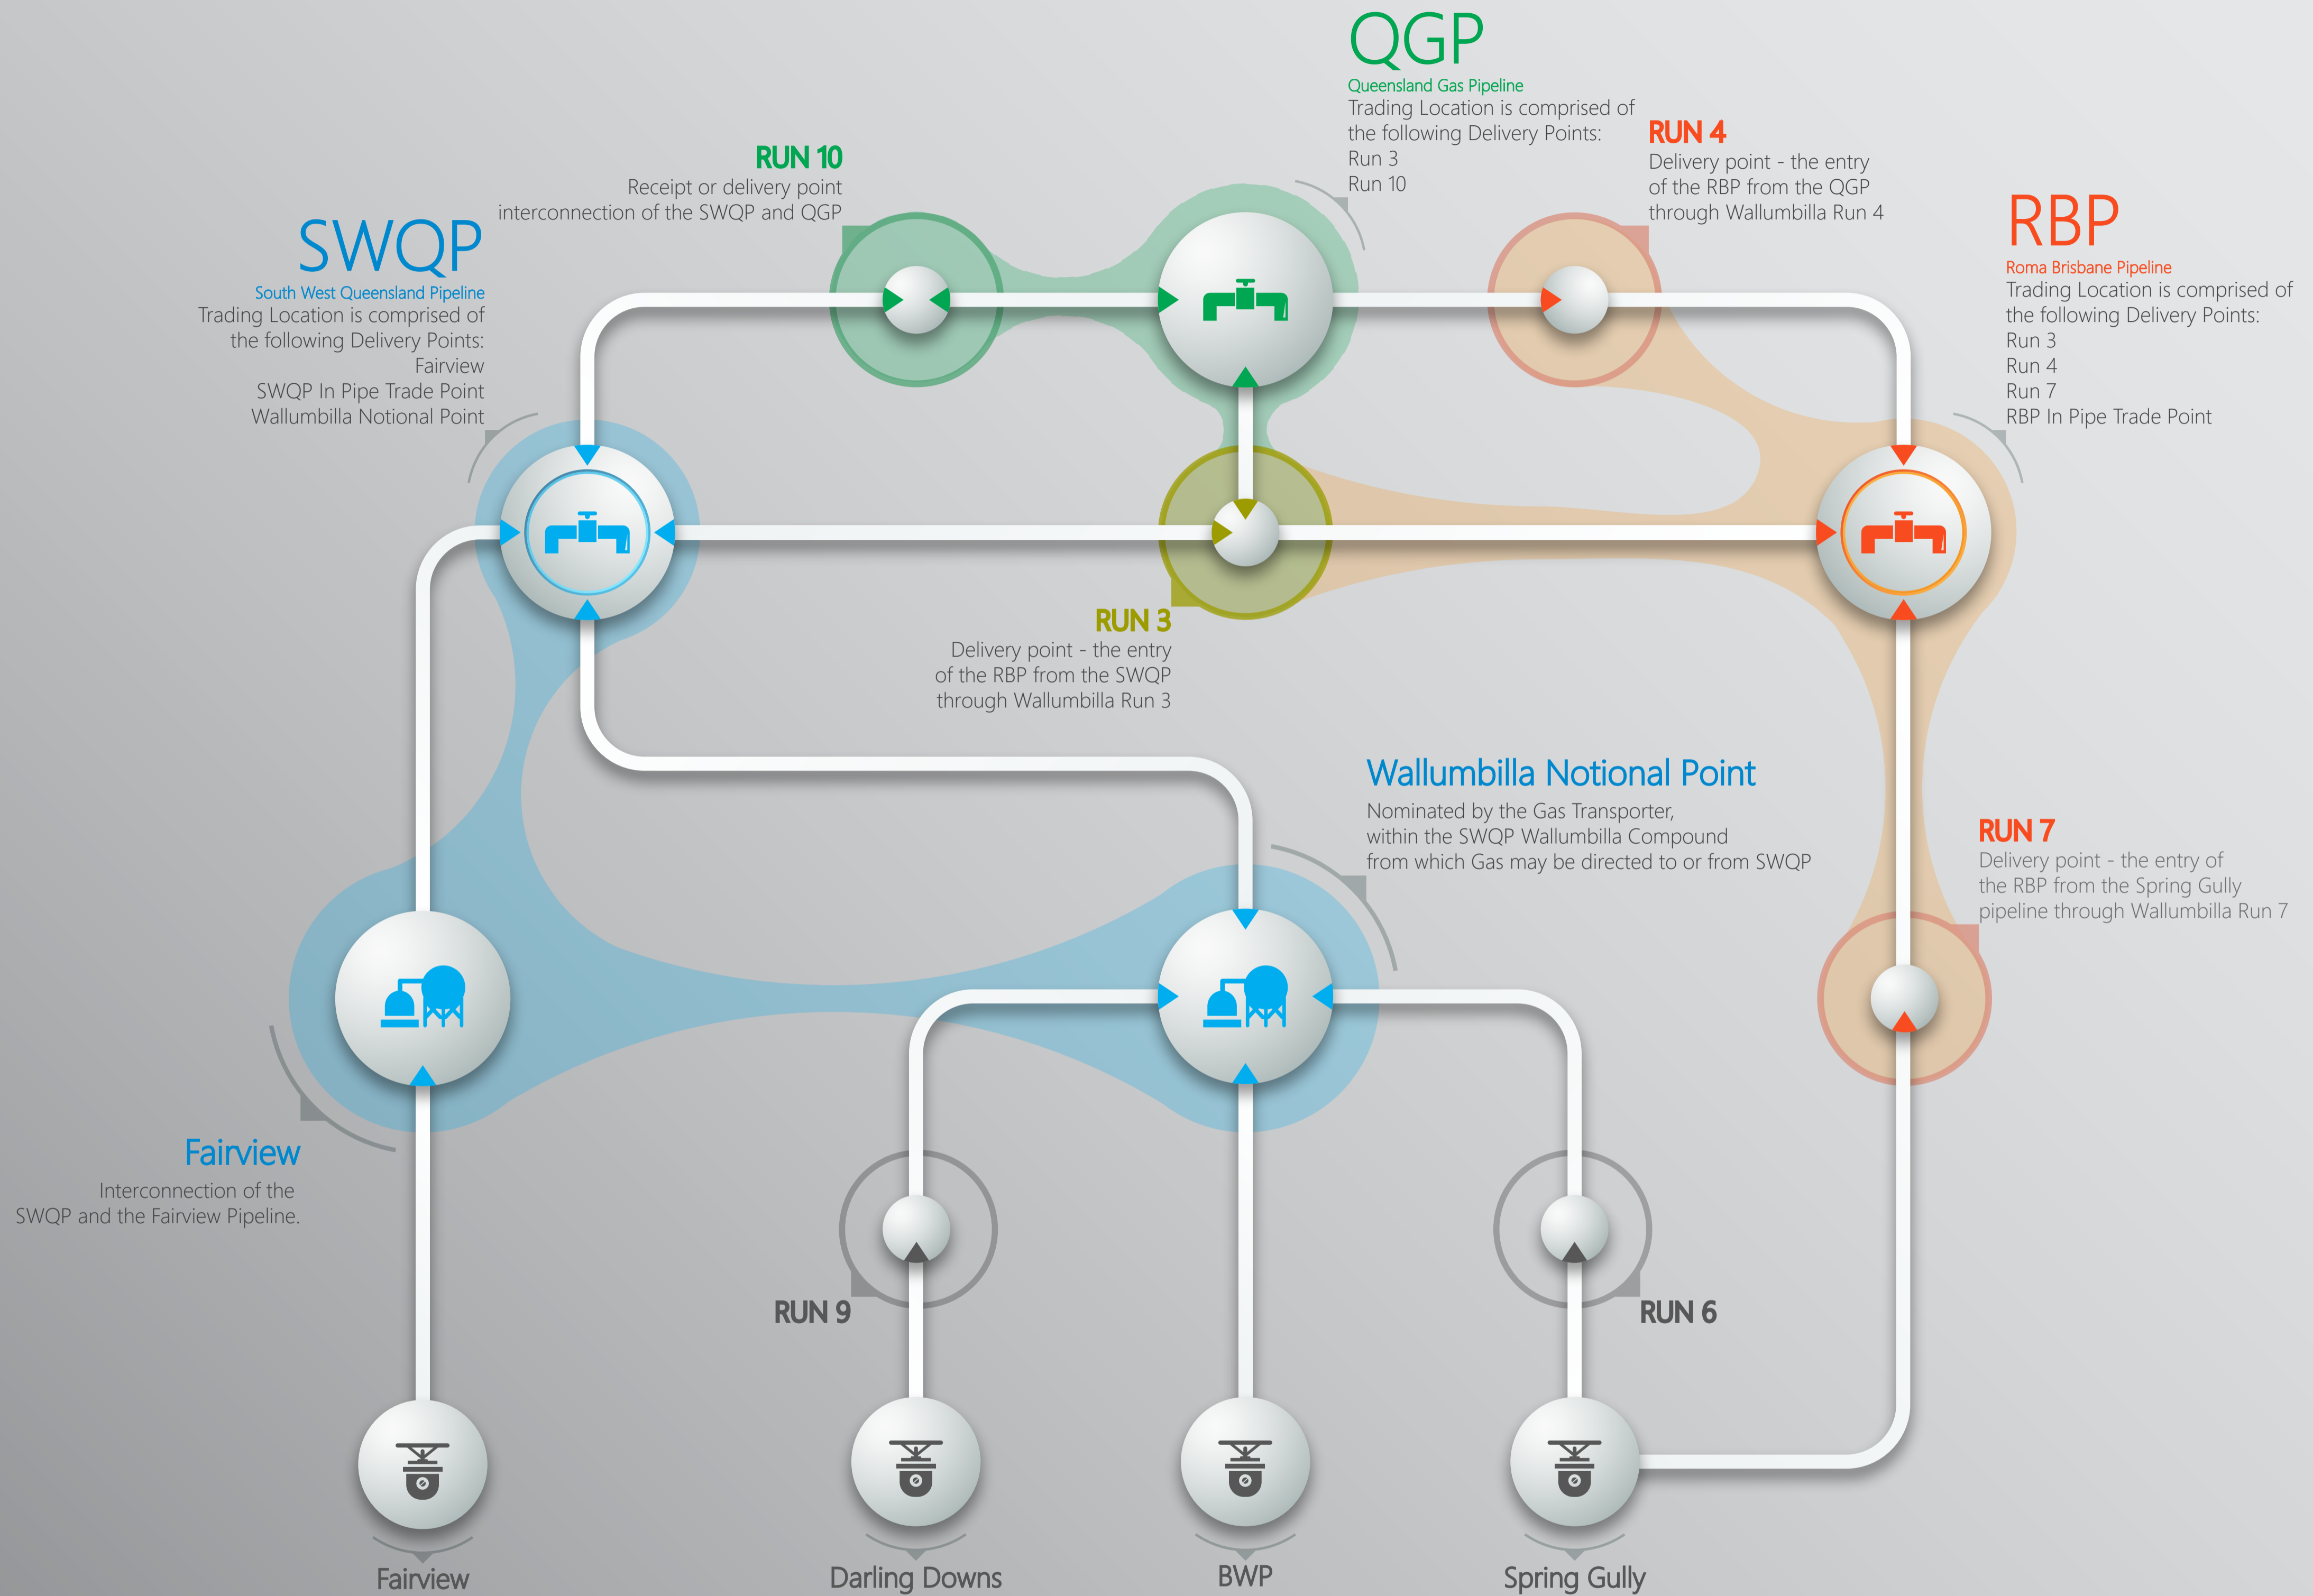 QGP
Queensland Gas Pipeline
Trading Location is comprised of
the following Delivery Points:
Run 3
Run 10
RUN 4
Delivery point - the entry
of the RBP from the QGP
through Wallumbilla Run 4
RUN 10
Receipt or delivery point
interconnection of the SWQP and QGP
SWQP
South West Queensland Pipeline
Trading Location is comprised of
the following Delivery Points:
Fairview
SWQP In Pipe Trade Point
Wallumbilla Notional Point
RBP
Roma Brisbane Pipeline
Trading Location is comprised of
the following Delivery Points:
Run 3
Run 4
Run 7
RBP In Pipe Trade Point
RUN 3
Delivery point - the entry
of the RBP from the SWQP
through Wallumbilla Run 3
Wallumbilla Notional Point
Nominated by the Gas Transporter,
within the SWQP Wallumbilla Compound
from which Gas may be directed to or from SWQP
RUN 7
Delivery point - the entry of
the RBP from the Spring Gully
pipeline through Wallumbilla Run 7
Fairview
Interconnection of the
SWQP and the Fairview Pipeline.
RUN 9
RUN 6
Fairview
Darling Downs
BWP
Spring Gully